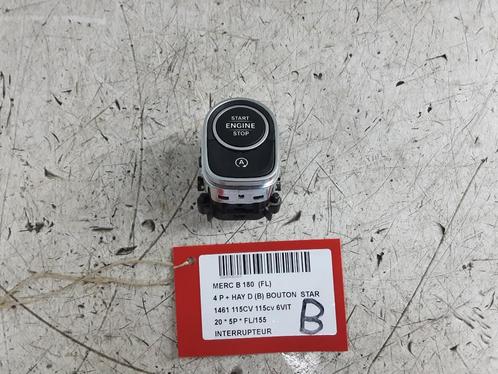 START
ENGINE
STOP
A
MERC B 180 (FL)
4 P + HAY D (B) BOUTON STAR
1461 115CV 115cv 6VIT
20 * 5P * FL/155
INTERRUPTEUR
B